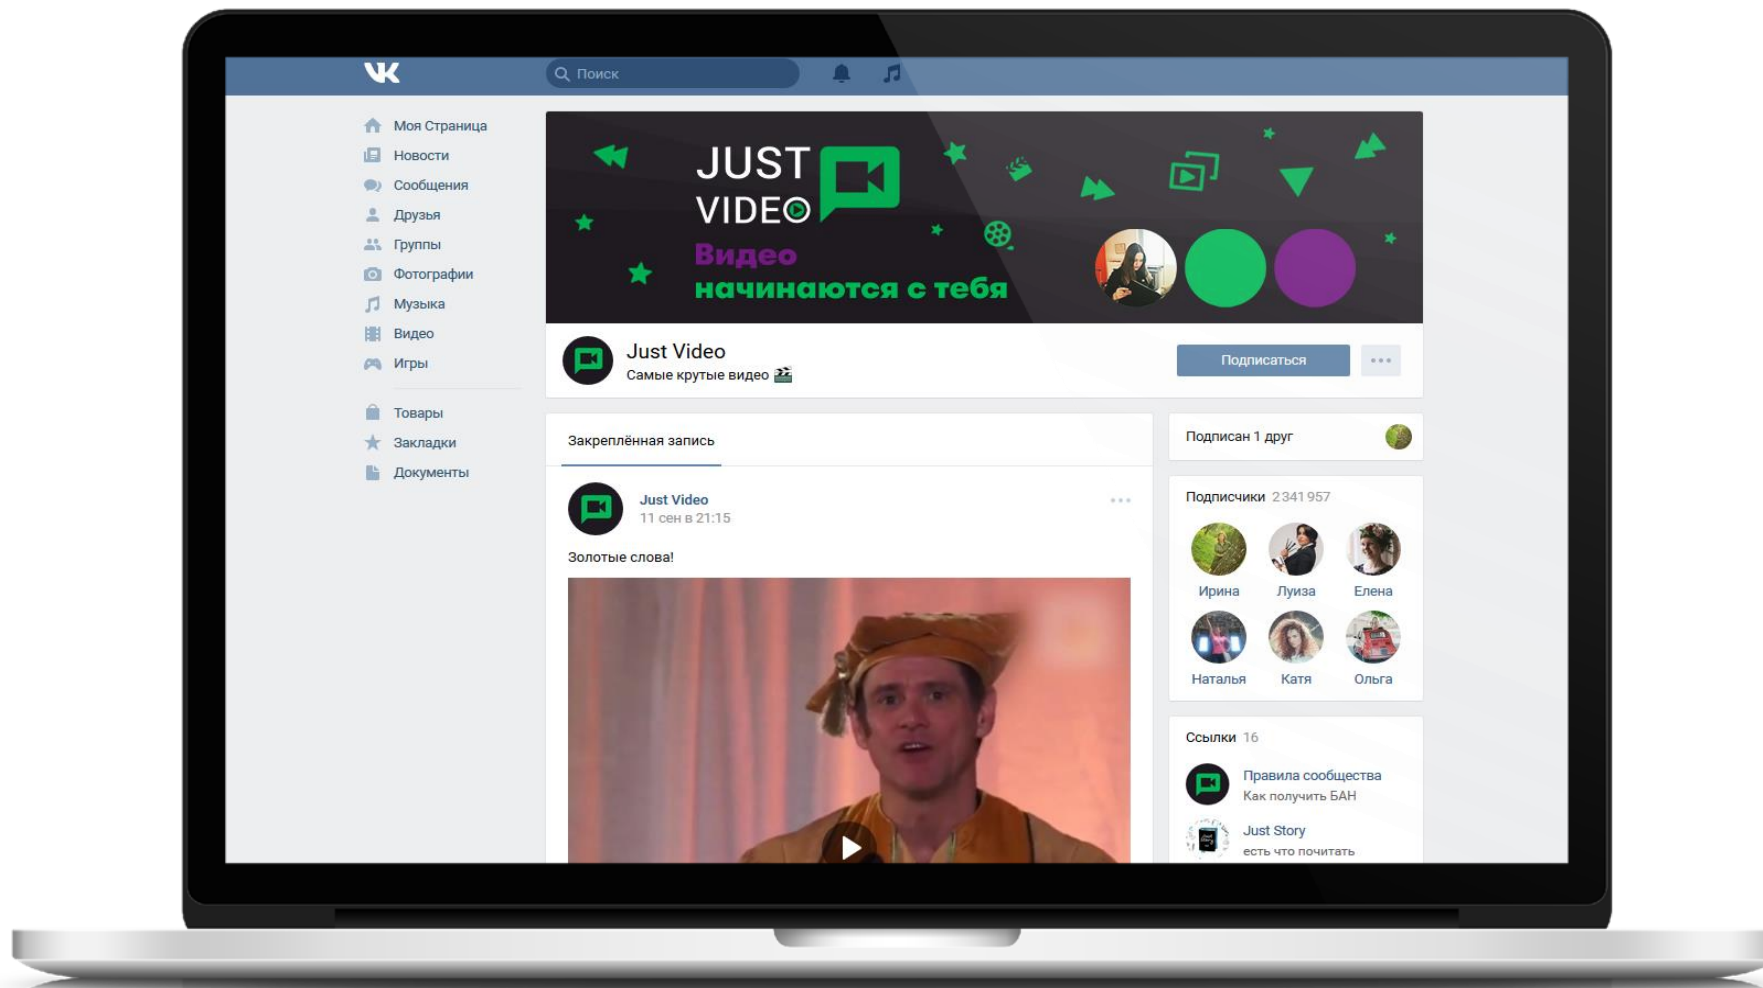 Поиск
Моя Страница
Новости
Сообщения
Друзья
Группы
Фотографии
Музыка
Видео
Игры
Товары
Закладки
Документы
JUST
VIDEO
Видео
начинаются с тебя
Just Video
Самые крутые видео
Подписаться
Закреплённая запись
Just Video
11 сен в 21:15
Золотые слова!
Подписан 1 друг
Подписчики 2 341 957
Ирина Луиза Елена
Наталья Катя Ольга
Ссылки 16
Правила сообщества
Как получить БАН
Just Story
есть что почитать